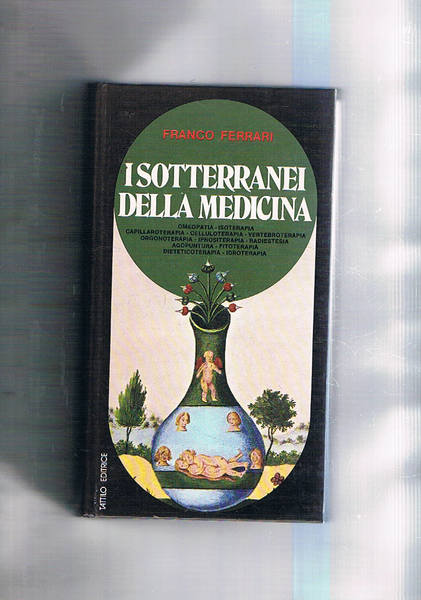 FRANCO FERRARI
I SOTTERRANEI
DELLA MEDICINA
OMEOPATIA - ISOTERAPIA
CAPILLAROTERAPIA - CELLULOTERAPIA - VERTEBROTERAPIA
ORGONOTERAPIA - IPNOSITERAPIA - RADIESTESIA
AGOPUNTURA - FITOTERAPIA
DIETETICOTERAPIA - IDROTERAPIA
TATTILO EDITRICE